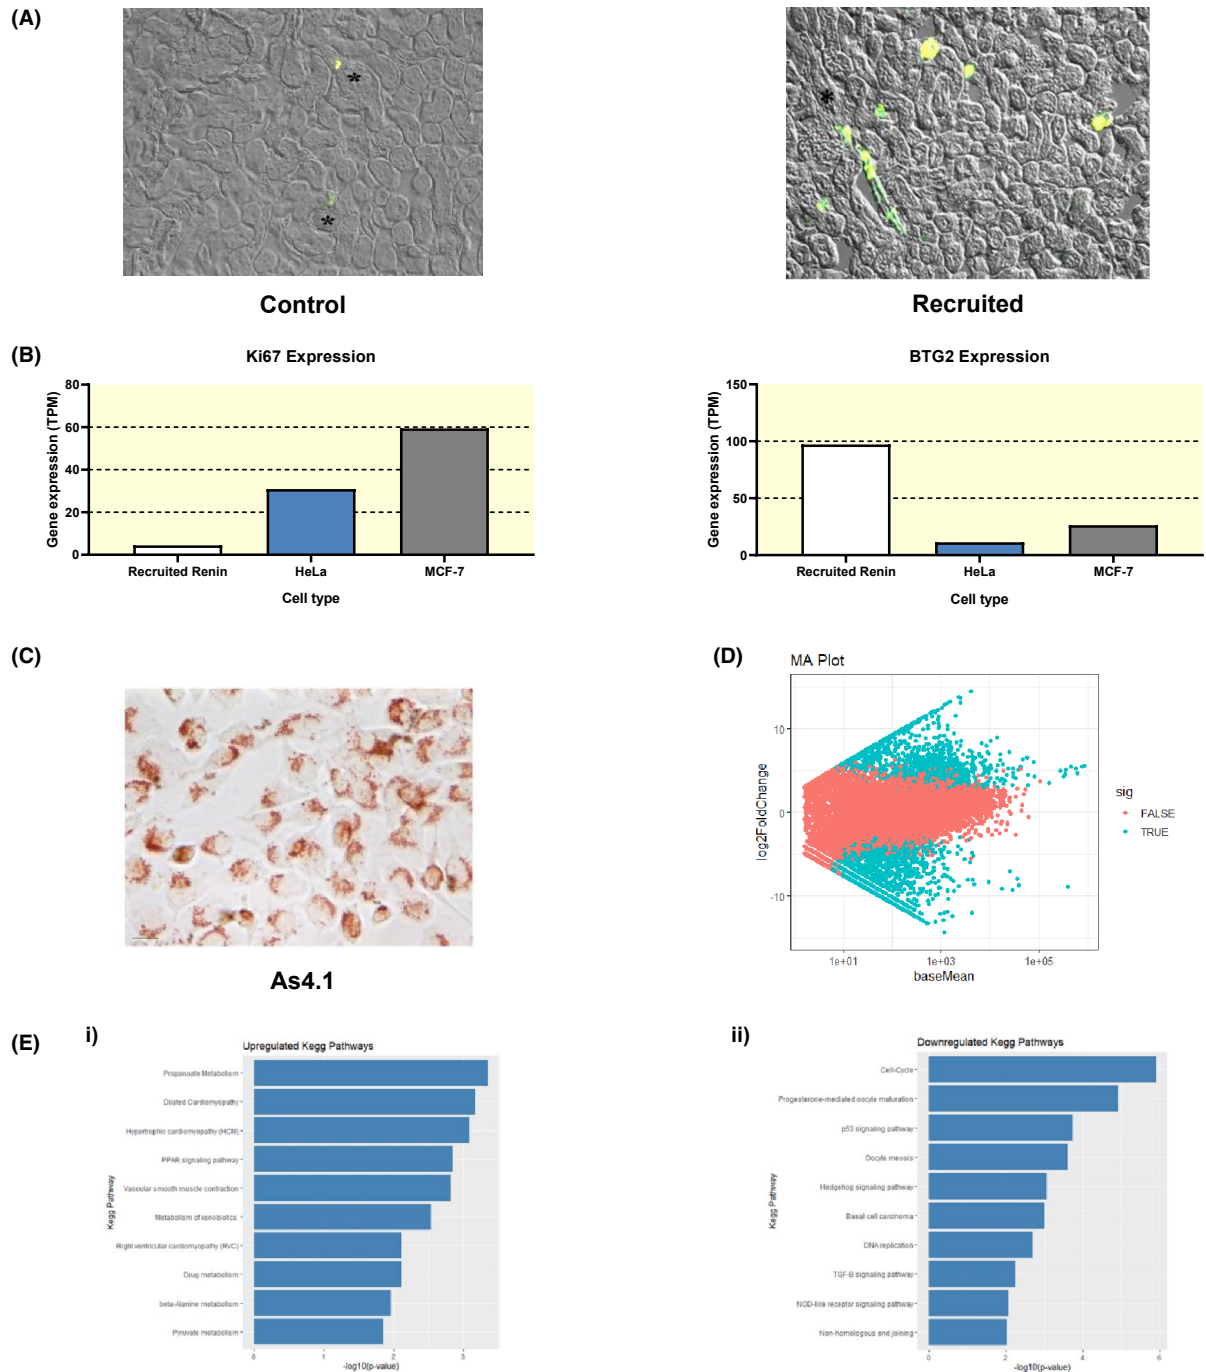 (A)
*
*
*
Control
Recruited
(B)
Ki67 Expression
Gene expression (TPM)
80
60
40
20
0
Recruited Renin
HeLa
MCF-7
Cell type
BTG2 Expression
Gene expression (TPM)
150
100
50
0
Recruited Renin
HeLa
MCF-7
Cell type
(C)
As4.1
(D)
MA Plot
log2FoldChange
10
0
-10
1e+01
1e+03
1e+05
baseMean
sig
FALSE
TRUE
(E)
i)
Upregulated Kegg Pathways
Kegg Pathway
Propanoate Metabolism
Dilated Cardiomyopathy
Hypertrophic cardiomyopathy (HCM)
PPAR signaling pathway
Vascular smooth muscle contraction
Metabolism of xenobiotics
Right ventricular cardiomyopathy (RVC)
Drug metabolism
beta-Alanine metabolism
Pyruvate metabolism
0
1
2
3
-log10(p-value)
ii)
Downregulated Kegg Pathways
Kegg Pathway
Cell-Cycle
Progesterone-mediated oocyte maturation
p53 signaling pathway
Oocyte meiosis
Hedgehog signaling pathway
Basal cell carcinoma
DNA replication
TGF-B signaling pathway
NOD-like receptor signaling pathway
Non-homologous end joining
0
2
4
6
-log10(p-value)